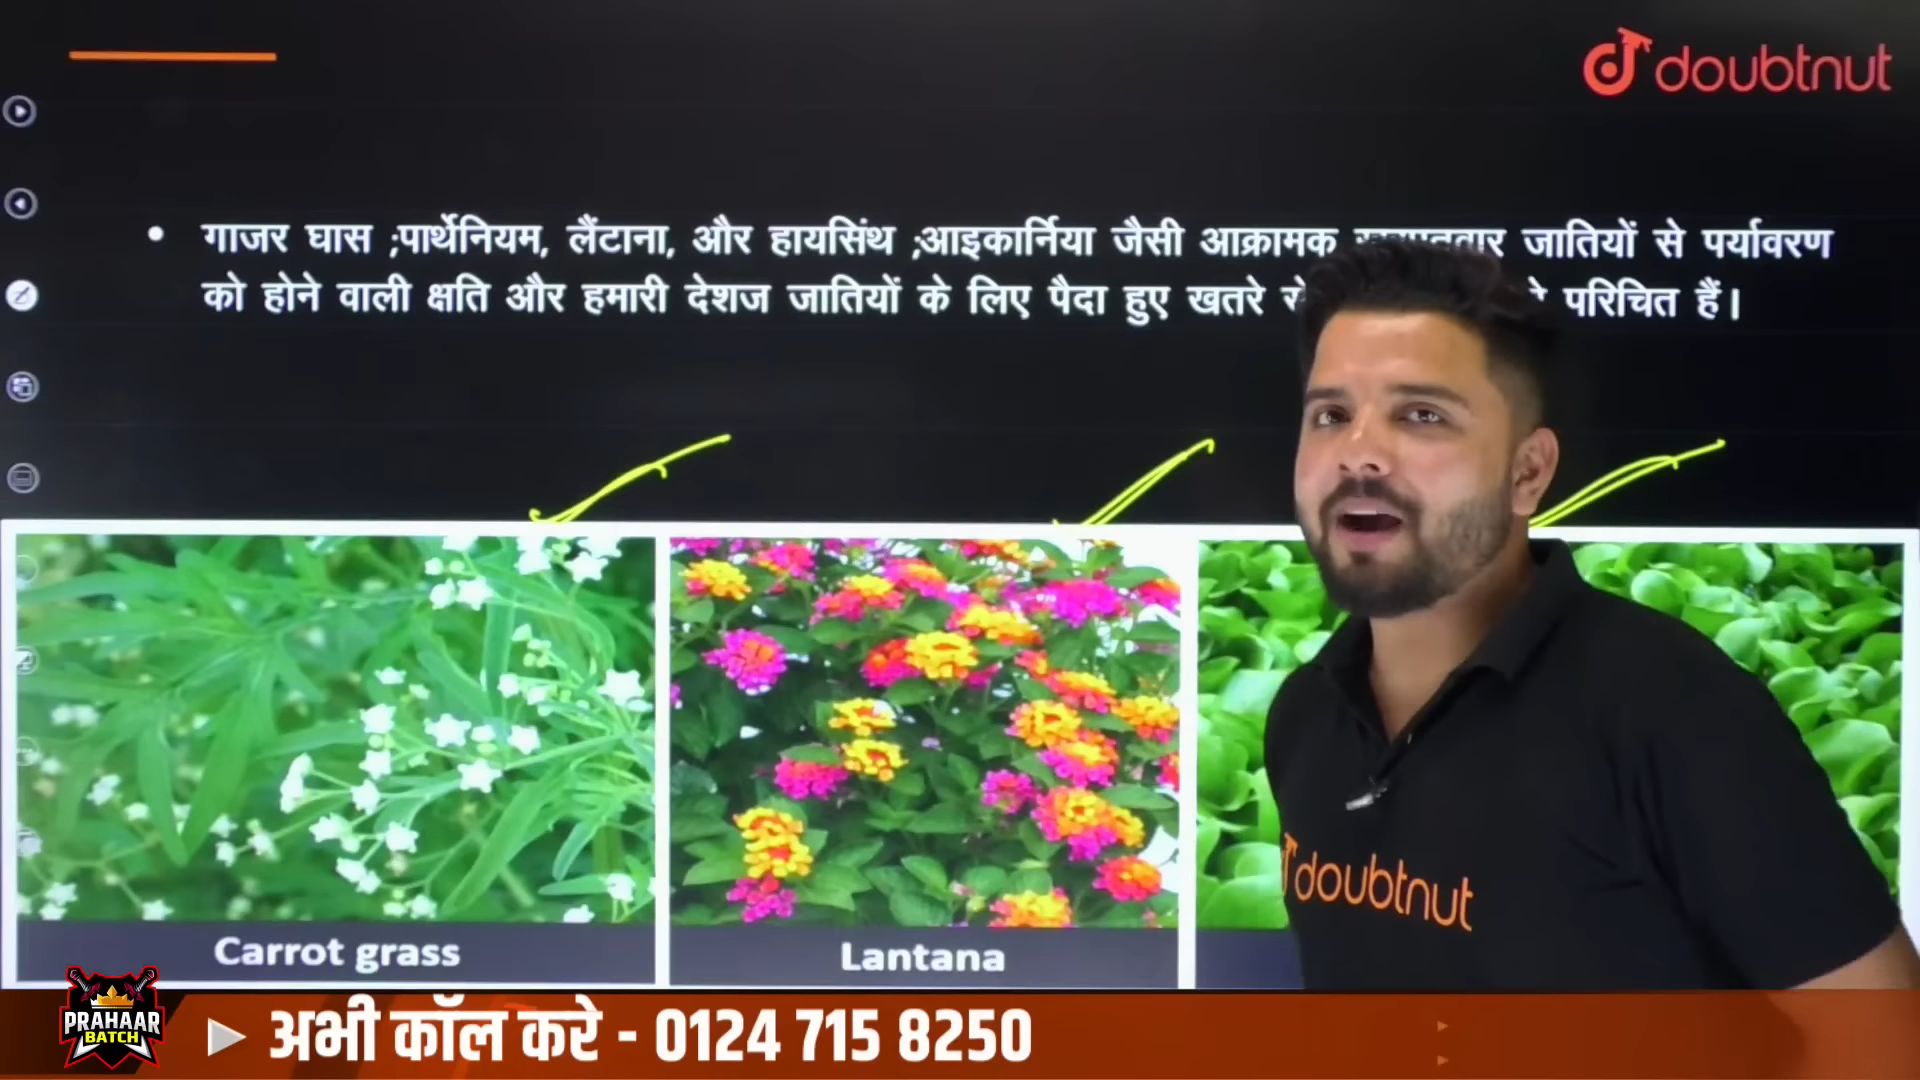 doubtnut
• गाजर घास ;पार्थेनियम, लैंटाना, और हायसिंथ ;आइकार्निया जैसी आक्रामक जातियों से पर्यावरण
को होने वाली क्षति और हमारी देशज जातियों के लिए पैदा हुए खतरे परिचित हैं।
doubtnut
Carrot grass
Lantana
PRAHAAR
BATCH
अभी कॉल करे - 0124 715 8250